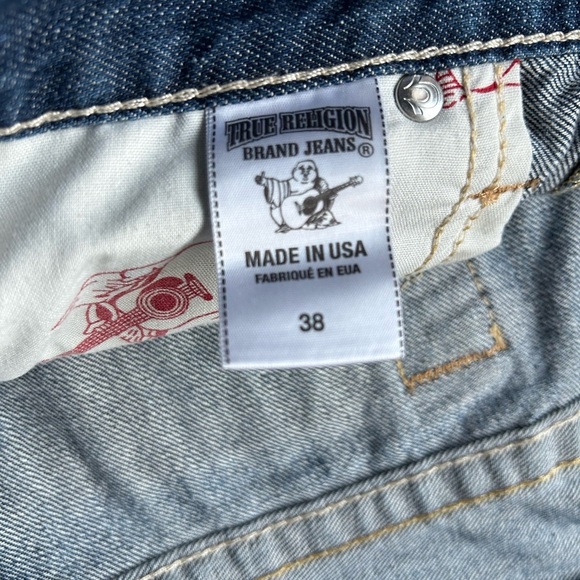 TRUE RELIGION
BRAND JEANS®
MADE IN USA
FABRIQUÉ EN EUA
38